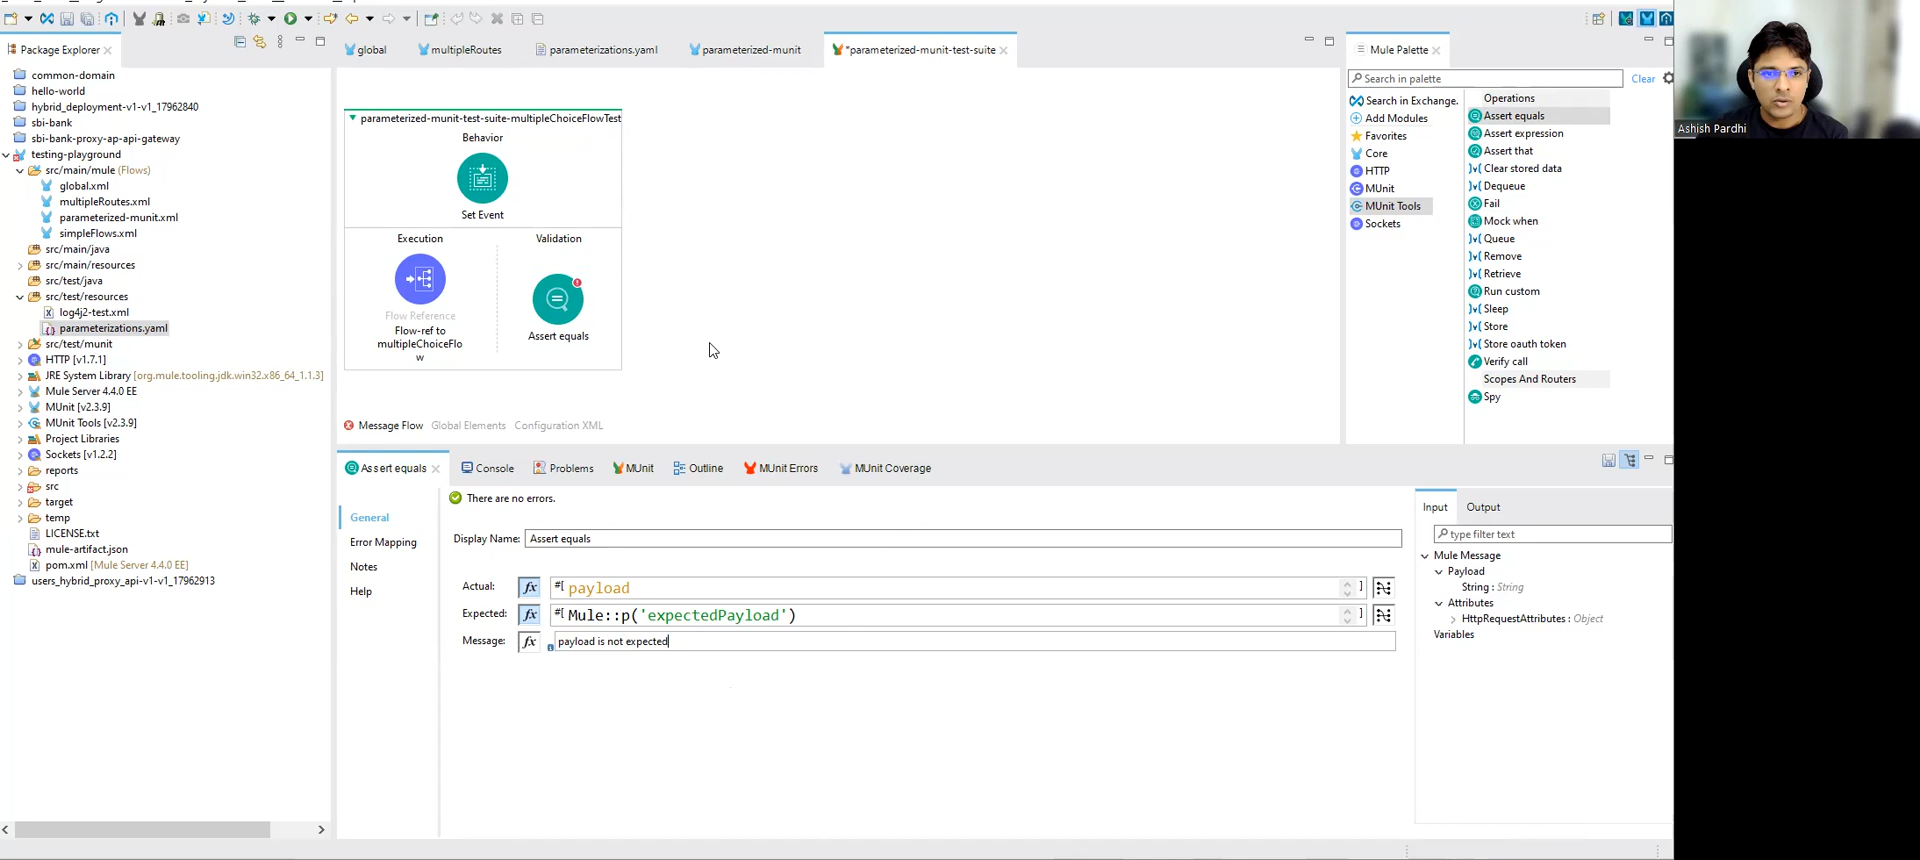 Package Explorer
common-domain
hello-world
hybrid_deployment-v1-v1_17962840
sbi-bank
sbi-bank-proxy-ap-api-gateway
testing-playground
src/main/mule (Flows)
global.xml
multipleRoutes.xml
parameterized-munit.xml
simpleFlows.xml
src/main/java
src/main/resources
src/test/java
src/test/resources
log4j2-test.xml
parameterizations.yaml
src/test/munit
HTTP [v1.7.1]
JRE System Library [org.mule.tooling.jdk.win32.x86_64_1.1.3]
Mule Server 4.4.0 EE
MUnit [v2.3.9]
MUnit Tools [v2.3.9]
Project Libraries
Sockets [v1.2.2]
reports
src
target
temp
LICENSE.txt
mule-artifact.json
pom.xml [Mule Server 4.4.0 EE]
users_hybrid_proxy_api-v1-v1_17962913
global
multipleRoutes
parameterizations.yaml
parameterized-munit
*parameterized-munit-test-suite
parameterized-munit-test-suite-multipleChoiceFlowTest
Behavior
Set Event
Execution
Validation
Flow Reference
Flow-ref to
multipleChoiceFlo
w
Assert equals
Message Flow
Global Elements
Configuration XML
Mule Palette
Search in palette
Clear
Search in Exchange.
Add Modules
Favorites
Core
HTTP
MUnit
MUnit Tools
Sockets
Operations
Assert equals
Assert expression
Assert that
Clear stored data
Dequeue
Fail
Mock when
Queue
Remove
Retrieve
Run custom
Sleep
Store
Store oauth token
Verify call
Scopes And Routers
Spy
Assert equals
Console
Problems
MUnit
Outline
MUnit Errors
MUnit Coverage
There are no errors.
General
Error Mapping
Notes
Help
Display Name: Assert equals
Actual: fx #[ payload ]
Expected: fx #[ Mule::p('expectedPayload') ]
Message: fx payload is not expected
Input
Output
type filter text
Mule Message
Payload
String : String
Attributes
HttpRequestAttributes : Object
Variables
Ashish Pardhi